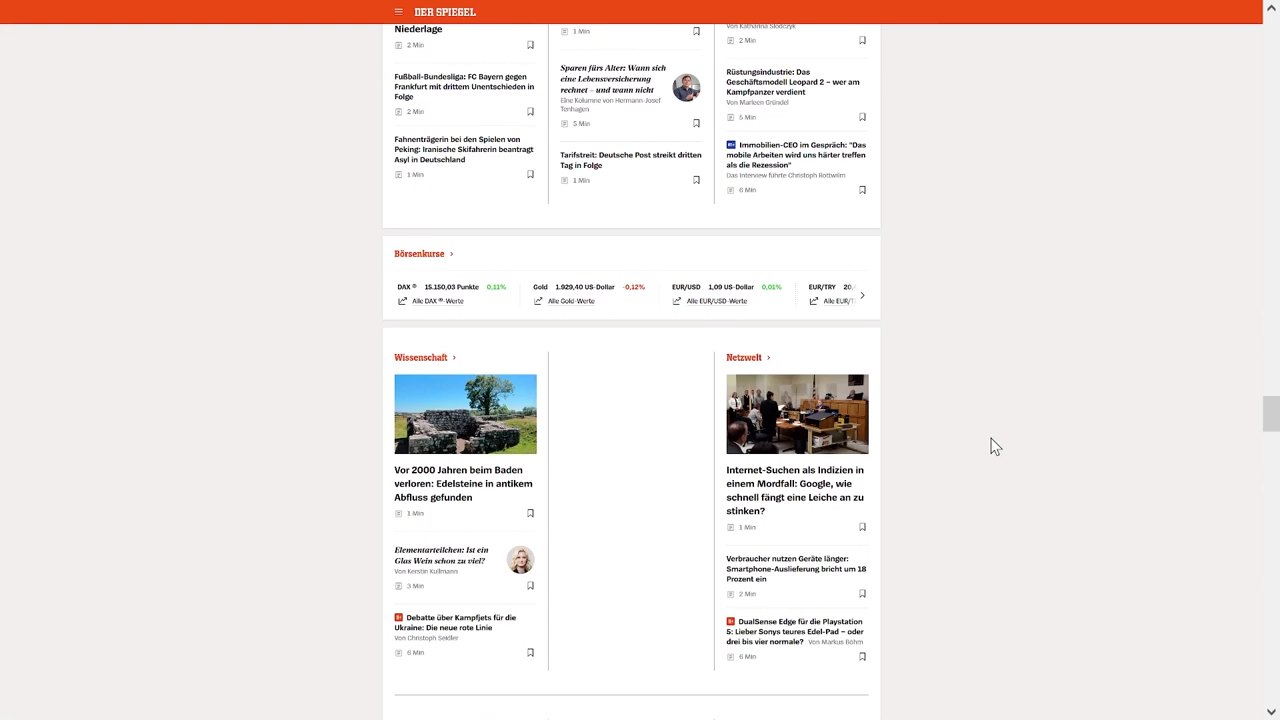 DER SPIEGEL
Niederlage
2 Min
Fußball-Bundesliga: FC Bayern gegen
Frankfurt mit drittem Unentschieden in
Folge
2 Min
Fahnenträgerin bei den Spielen von
Peking: Iranische Skifahrerin beantragt
Asyl in Deutschland
1 Min
1 Min
Sparen fürs Alter: Wann sich
eine Lebensversicherung
rechnet – und wann nicht
Eine Kolumne von Hermann-Josef
Tenhagen
5 Min
Tarifstreit: Deutsche Post streikt dritten
Tag in Folge
1 Min
Von Katharina Slodczyk
2 Min
Rüstungsindustrie: Das
Geschäftsmodell Leopard 2 – wer am
Kampfpanzer verdient
Von Marleen Gründel
5 Min
Immobilien-CEO im Gespräch: "Das
mobile Arbeiten wird uns härter treffen
als die Rezession"
Das Interview führte Christoph Rottwilm
6 Min
Börsenkurse
DAX ® 15.150,03 Punkte 0,11%
Alle DAX ®-Werte
Gold 1.929,40 US-Dollar -0,12%
Alle Gold-Werte
EUR/USD 1,09 US-Dollar 0,01%
Alle EUR/USD-Werte
EUR/TRY 20,
Alle EUR/T
Wissenschaft
Vor 2000 Jahren beim Baden
verloren: Edelsteine in antikem
Abfluss gefunden
1 Min
Elementarteilchen: Ist ein
Glas Wein schon zu viel?
Von Kerstin Kullmann
3 Min
Debatte über Kampfjets für die
Ukraine: Die neue rote Linie
Von Christoph Seidler
6 Min
Netzwelt
Internet-Suchen als Indizien in
einem Mordfall: Google, wie
schnell fängt eine Leiche an zu
stinken?
1 Min
Verbraucher nutzen Geräte länger:
Smartphone-Auslieferung bricht um 18
Prozent ein
2 Min
DualSense Edge für die Playstation
5: Lieber Sonys teures Edel-Pad – oder
drei bis vier normale? Von Markus Böhm
6 Min